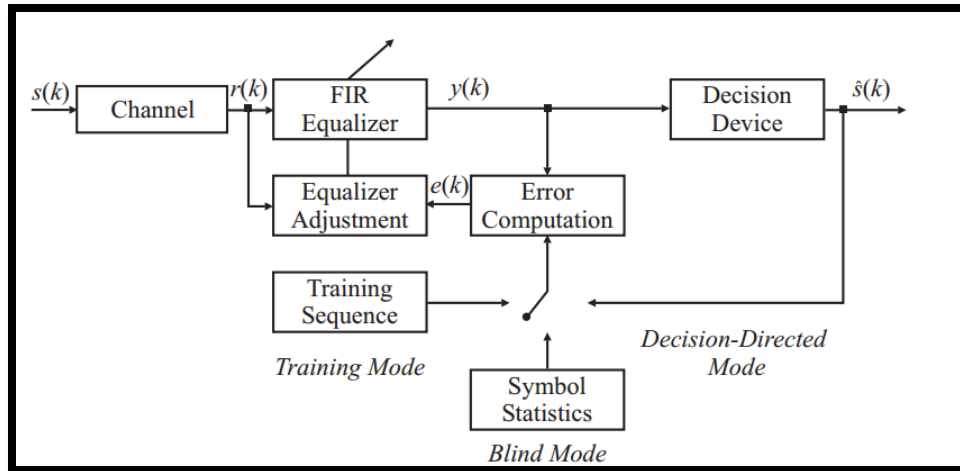 s(k)
Channel
r(k)
FIR
Equalizer
y(k)
Decision
Device
ŝ(k)
Equalizer
Adjustment
e(k)
Error
Computation
Training
Sequence
Training Mode
Decision-Directed
Mode
Symbol
Statistics
Blind Mode